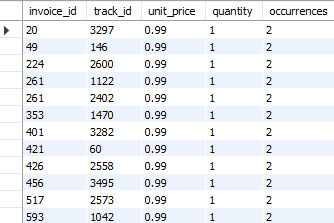 invoice_id track_id unit_price quantity occurrences
20 3297 0.99 1 2
49 146 0.99 1 2
224 2600 0.99 1 2
261 1122 0.99 1 2
261 2402 0.99 1 2
353 1470 0.99 1 2
401 3282 0.99 1 2
421 60 0.99 1 2
426 2558 0.99 1 2
456 3495 0.99 1 2
517 2573 0.99 1 2
593 1042 0.99 1 2